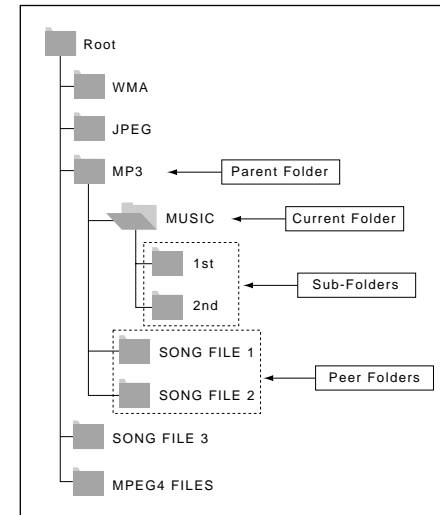 Root
WMA
JPEG
MP3 Parent Folder
MUSIC Current Folder
1st
Sub-Folders
2nd
SONG FILE 1
Peer Folders
SONG FILE 2
SONG FILE 3
MPEG4 FILES